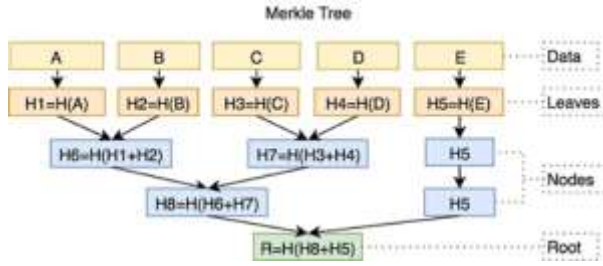 Merkle Tree
A B C D E Data
H1=H(A) H2=H(B) H3=H(C) H4=H(D) H5=H(E) Leaves
H6=H(H1+H2) H7=H(H3+H4) H5
Nodes
H8=H(H6+H7) H5
R=H(H8+H5) Root